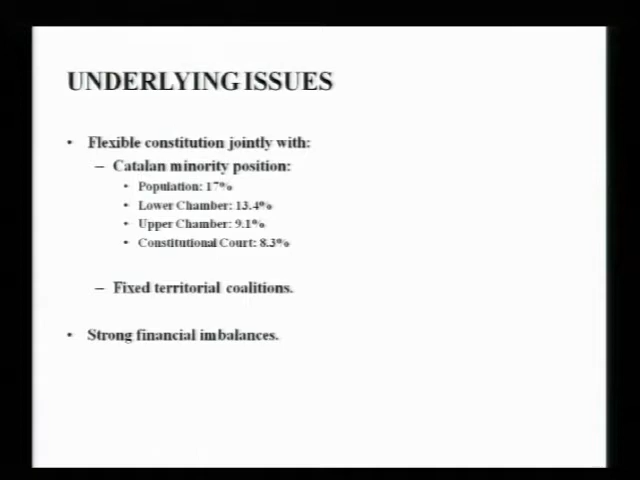 UNDERLYING ISSUES
• Flexible constitution jointly with:
– Catalan minority position:
• Population: 17%
• Lower Chamber: 13.4%
• Upper Chamber: 9.1%
• Constitutional Court: 8.3%
– Fixed territorial coalitions.
• Strong financial imbalances.